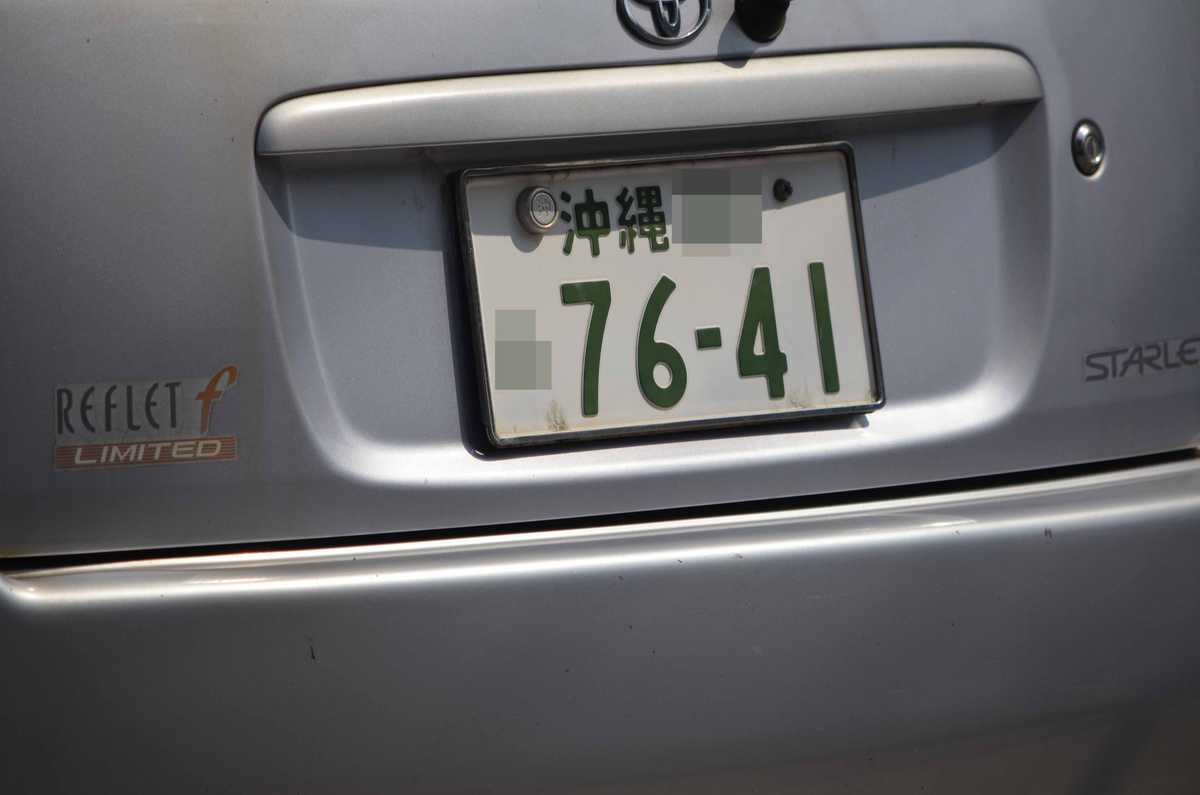 沖縄
76-41
REFLET f
LIMITED
STARLE